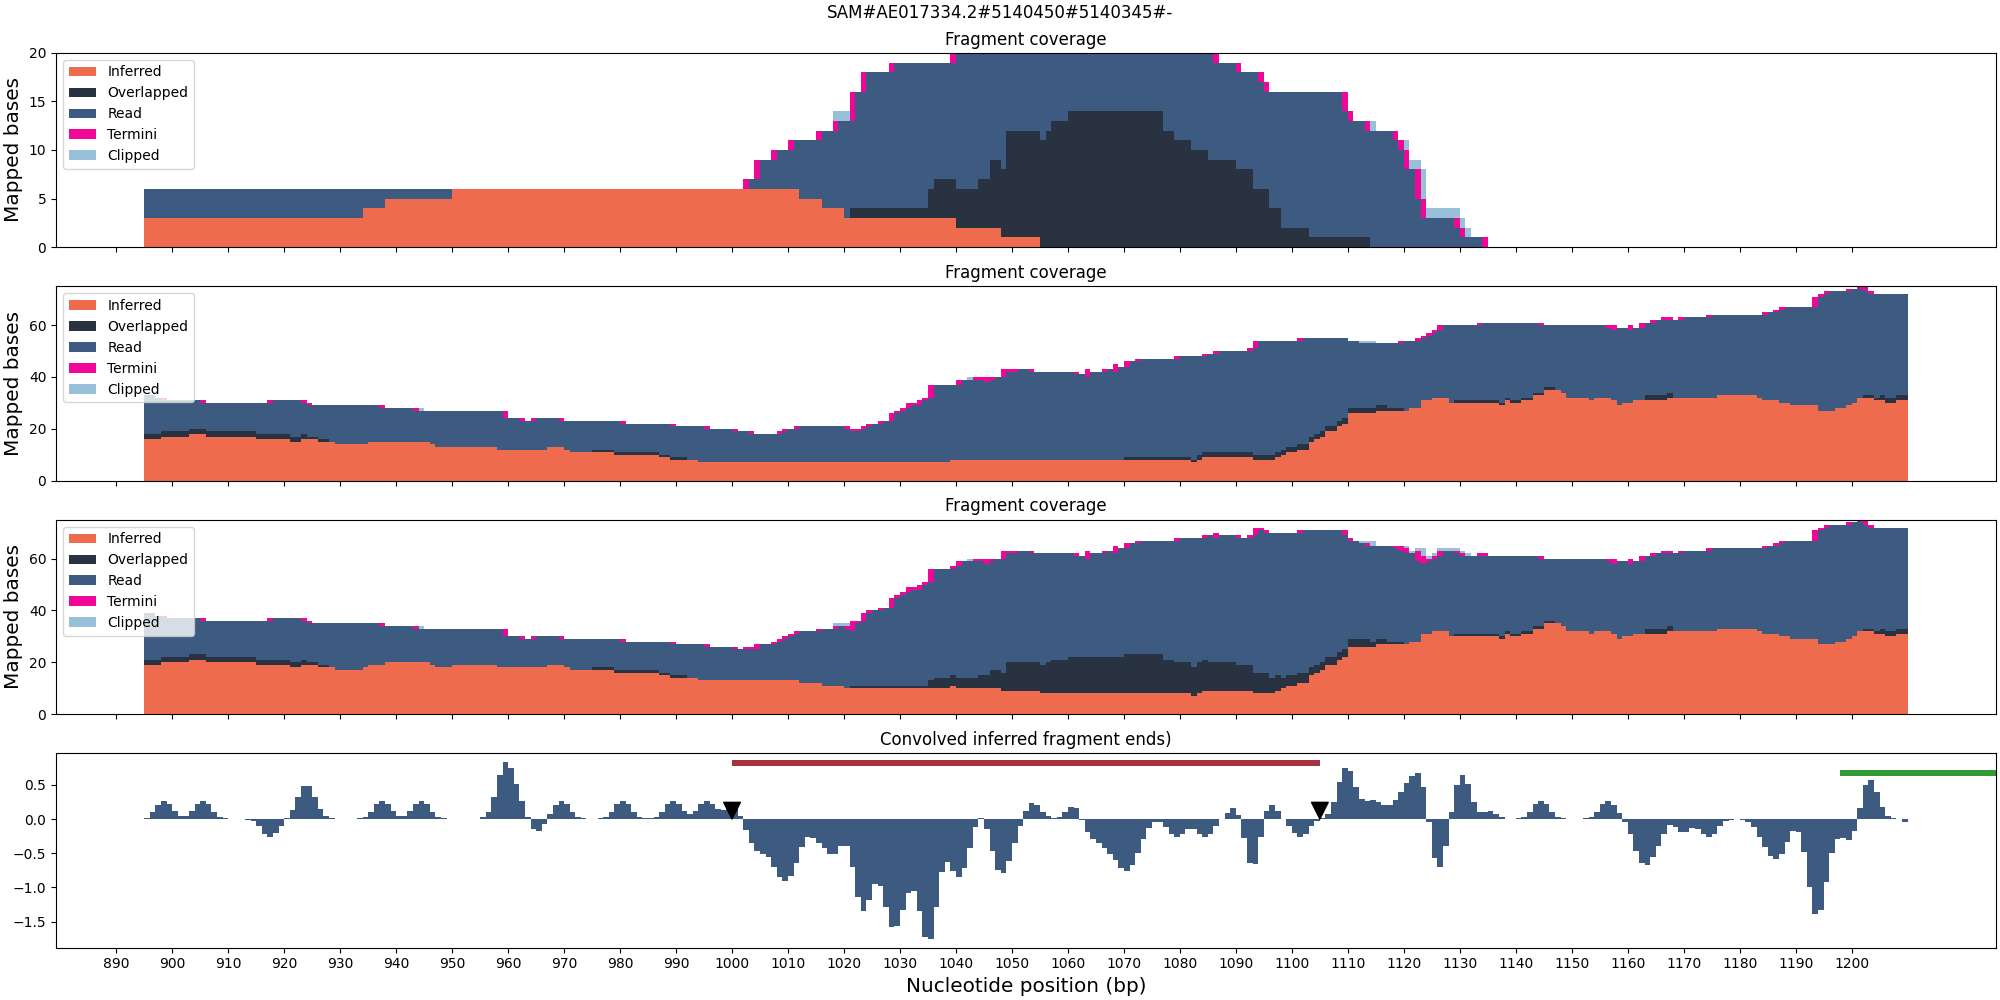 SAM#AE017334.2#5140450#5140345#-
Fragment coverage
Mapped bases
20
15
10
5
0
Inferred
Overlapped
Read
Termini
Clipped
Fragment coverage
Mapped bases
60
40
20
0
Inferred
Overlapped
Read
Termini
Clipped
Fragment coverage
Mapped bases
60
40
20
0
Inferred
Overlapped
Read
Termini
Clipped
Convolved inferred fragment ends)
0.5
0.0
−0.5
−1.0
−1.5
890 900 910 920 930 940 950 960 970 980 990 1000 1010 1020 1030 1040 1050 1060 1070 1080 1090 1100 1110 1120 1130 1140 1150 1160 1170 1180 1190 1200
Nucleotide position (bp)